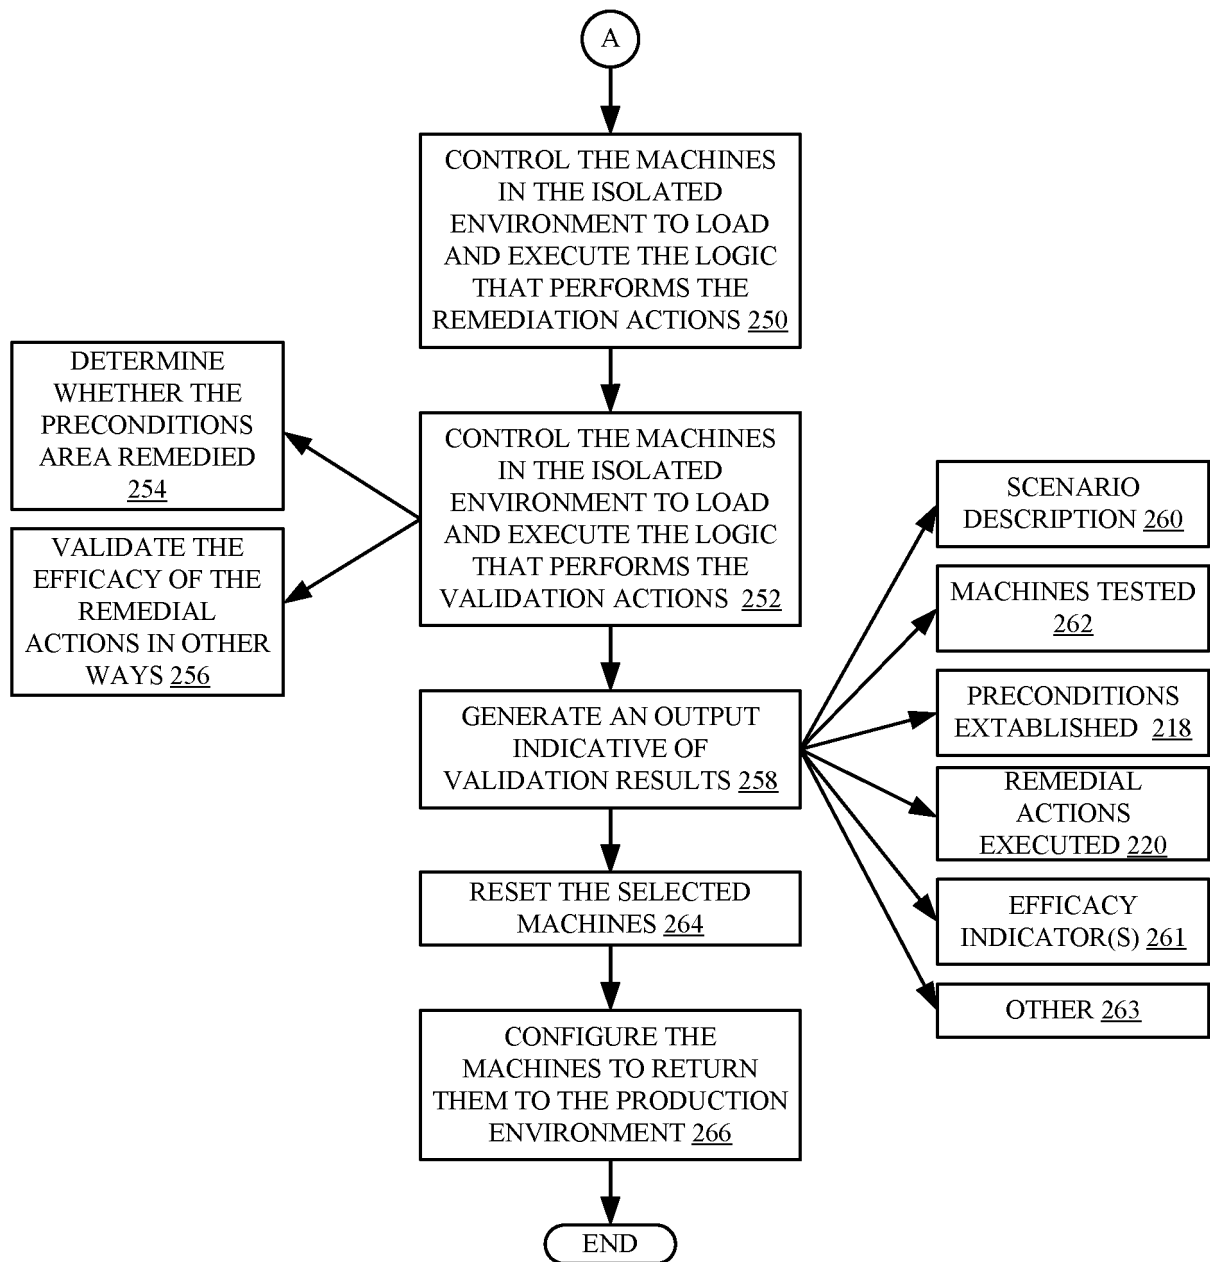 A
CONTROL THE MACHINES
IN THE ISOLATED
ENVIRONMENT TO LOAD
AND EXECUTE THE LOGIC
THAT PERFORMS THE
REMEDIATION ACTIONS 250
DETERMINE
WHETHER THE
PRECONDITIONS
AREA REMEDIED
254
VALIDATE THE
EFFICACY OF THE
REMEDIAL
ACTIONS IN OTHER
WAYS 256
CONTROL THE MACHINES
IN THE ISOLATED
ENVIRONMENT TO LOAD
AND EXECUTE THE LOGIC
THAT PERFORMS THE
VALIDATION ACTIONS 252
GENERATE AN OUTPUT
INDICATIVE OF
VALIDATION RESULTS 258
SCENARIO
DESCRIPTION 260
MACHINES TESTED
262
PRECONDITIONS
EXTABLISHED 218
REMEDIAL
ACTIONS
EXECUTED 220
EFFICACY
INDICATOR(S) 261
OTHER 263
RESET THE SELECTED
MACHINES 264
CONFIGURE THE
MACHINES TO RETURN
THEM TO THE PRODUCTION
ENVIRONMENT 266
END